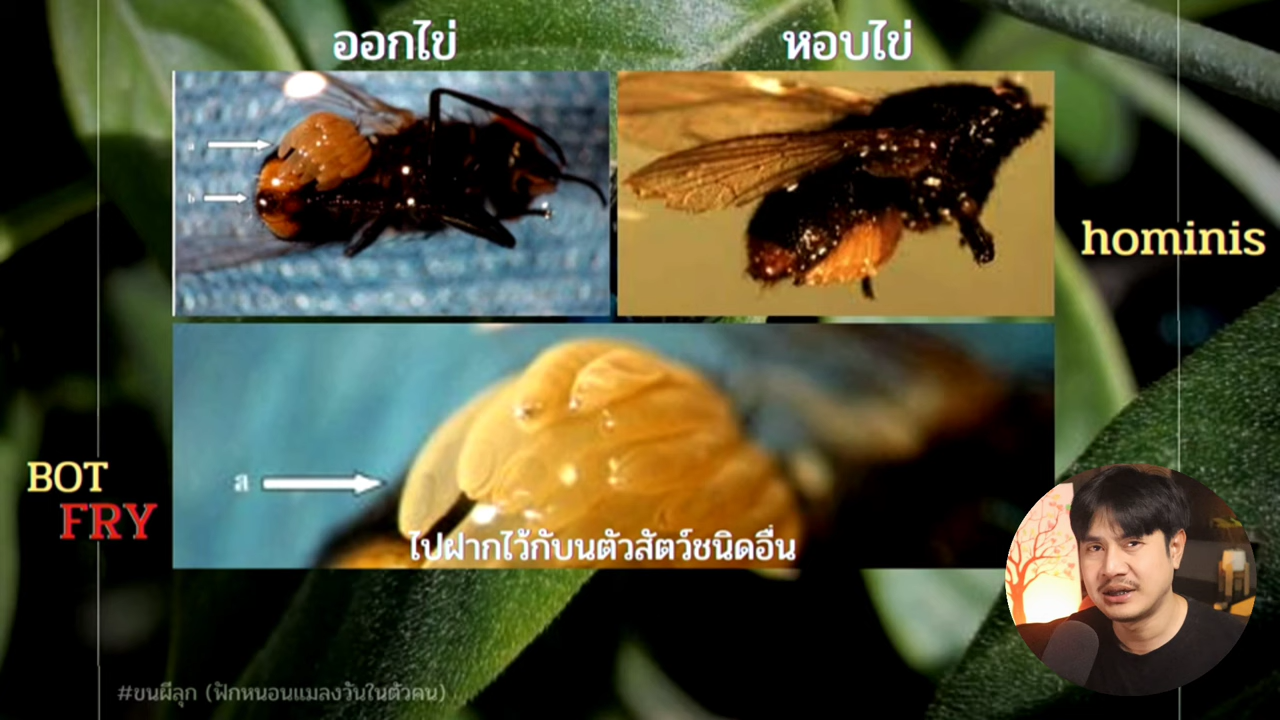 ออกไข่
หอบไข่
a
b
hominis
BOT
FRY
a
ไปฝากไว้กับนตัวสัตว์ชนิดอื่น
#ขนผีลุก (ฟักหนอนแมลงวันในตัวคน)